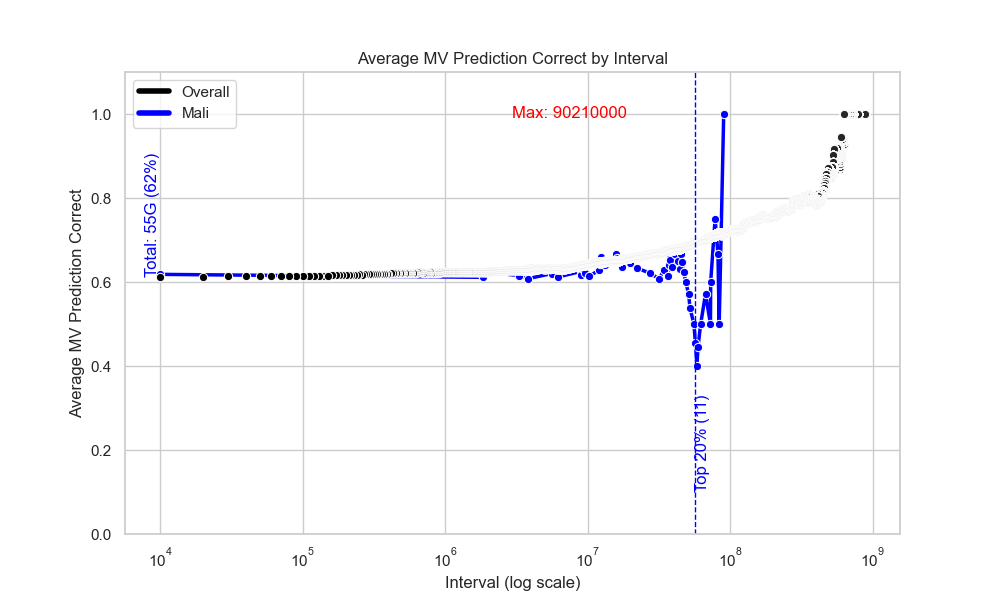 Average MV Prediction Correct by Interval
Overall
Mali
Max: 90210000
Total: 55G (62%)
Top 20% (11)
Average MV Prediction Correct
1.0
0.8
0.6
0.4
0.2
0.0
10^4
10^5
10^6
10^7
10^8
10^9
Interval (log scale)